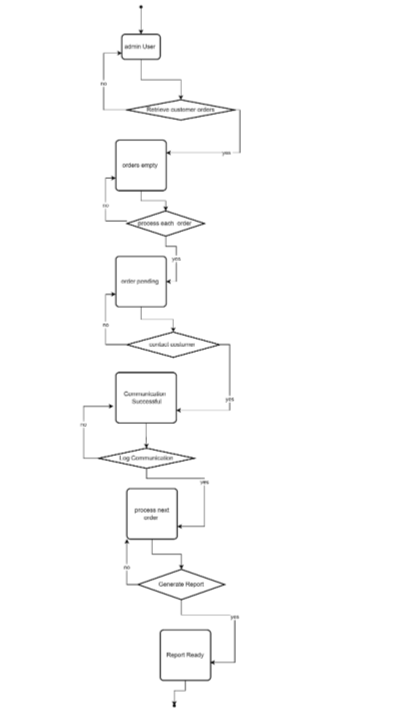 admin User
no
Retrieve customer orders
yes
orders empty
no
process each order
yes
order pending
no
contact customer
Communication
Successful
yes
no
Log Communication
yes
process next
order
no
Generate Report
yes
Report Ready